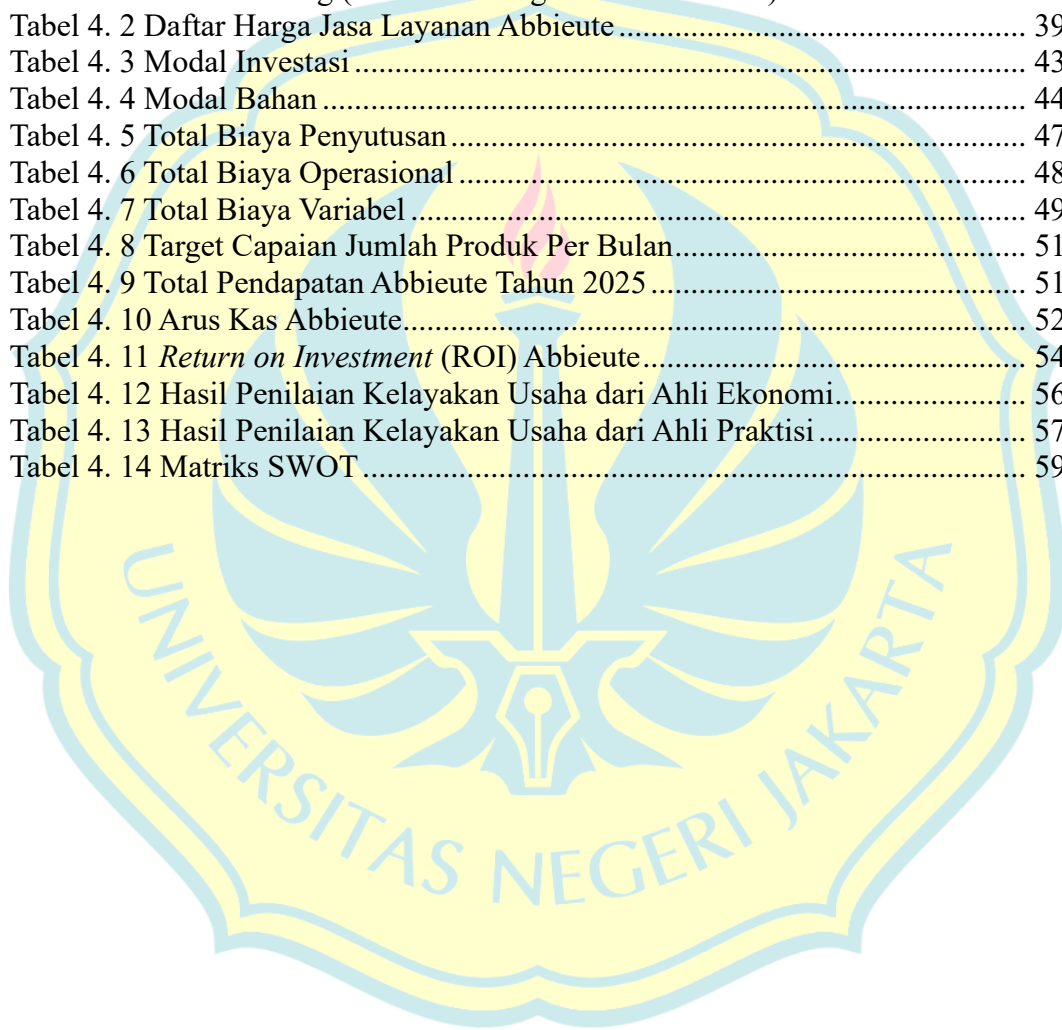 Tabel 4. 2 Daftar Harga Jasa Layanan Abbieute ............................................... 39
Tabel 4. 3 Modal Investasi ............................................................................... 43
Tabel 4. 4 Modal Bahan ................................................................................... 44
Tabel 4. 5 Total Biaya Penyutusan .................................................................... 47
Tabel 4. 6 Total Biaya Operasional ................................................................... 48
Tabel 4. 7 Total Biaya Variabel ........................................................................ 49
Tabel 4. 8 Target Capaian Jumlah Produk Per Bulan ........................................ 51
Tabel 4. 9 Total Pendapatan Abbieute Tahun 2025 ........................................... 51
Tabel 4. 10 Arus Kas Abbieute ......................................................................... 52
Tabel 4. 11 Return on Investment (ROI) Abbieute ............................................ 54
Tabel 4. 12 Hasil Penilaian Kelayakan Usaha dari Ahli Ekonomi ...................... 56
Tabel 4. 13 Hasil Penilaian Kelayakan Usaha dari Ahli Praktisi ........................ 57
Tabel 4. 14 Matriks SWOT .............................................................................. 59
UNIVERSITAS NEGERI JAKARTA